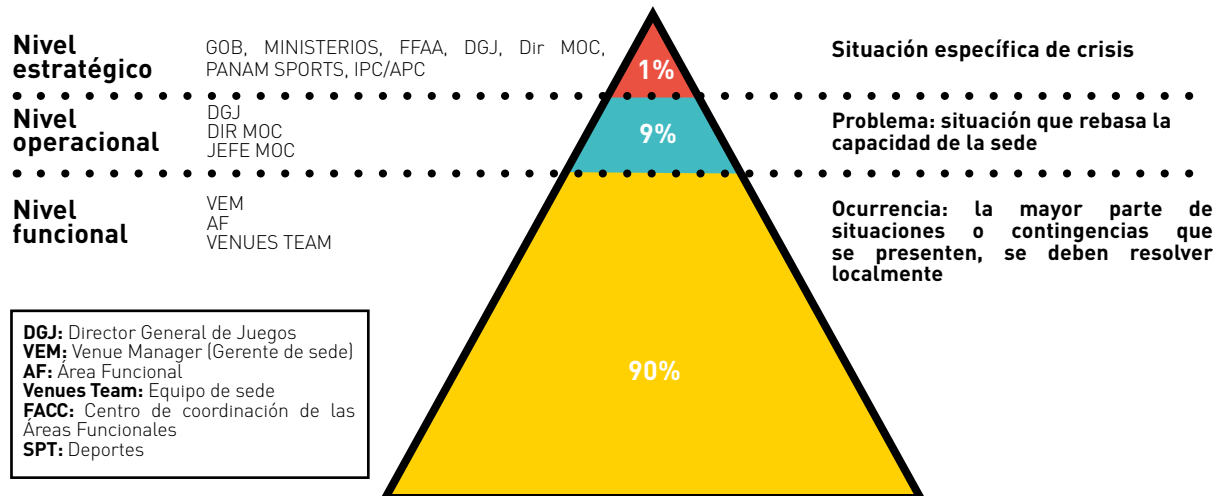 Nivel
estratégico
GOB, MINISTERIOS, FFAA, DGJ, Dir MOC,
PANAM SPORTS, IPC/APC
1%
Situación específica de crisis
Nivel
operacional
DGJ
DIR MOC
JEFE MOC
9%
Problema: situación que rebasa la
capacidad de la sede
Nivel
funcional
VEM
AF
VENUES TEAM
Ocurrencia: la mayor parte de
situaciones o contingencias que
se presenten, se deben resolver
localmente
90%
DGJ: Director General de Juegos
VEM: Venue Manager (Gerente de sede)
AF: Área Funcional
Venues Team: Equipo de sede
FACC: Centro de coordinación de las
Áreas Funcionales
SPT: Deportes